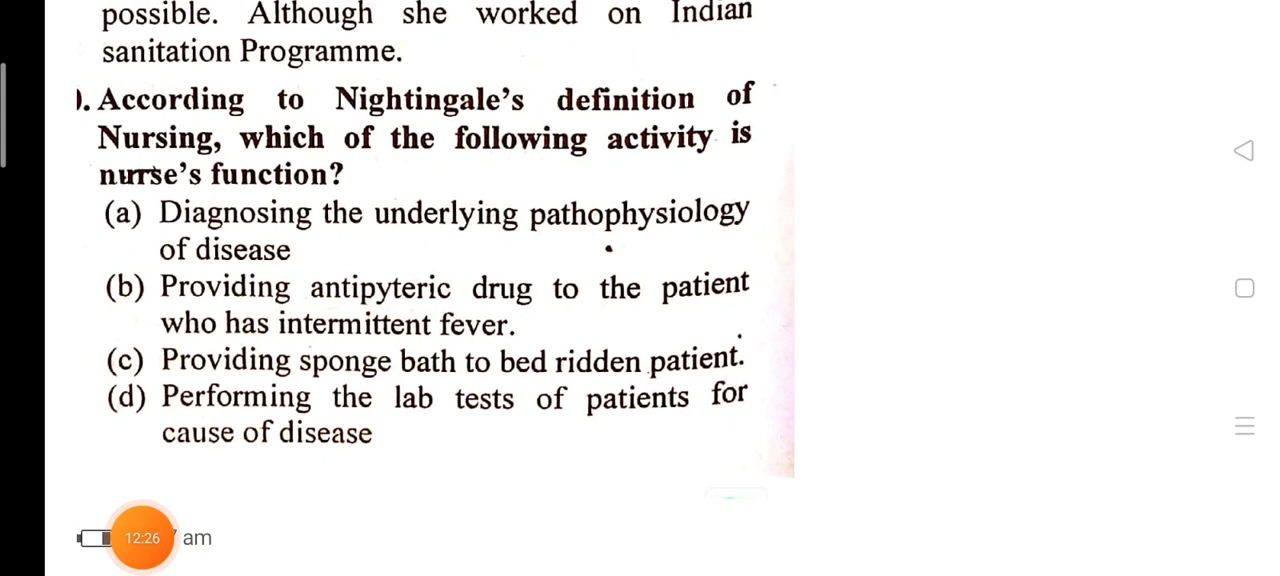 possible. Although she worked on Indian
sanitation Programme.
). According to Nightingale's definition of
Nursing, which of the following activity is
nurse's function?
(a) Diagnosing the underlying pathophysiology
of disease
(b) Providing antipyteric drug to the patient
who has intermittent fever.
(c) Providing sponge bath to bed ridden patient.
(d) Performing the lab tests of patients for
cause of disease
12:26 am